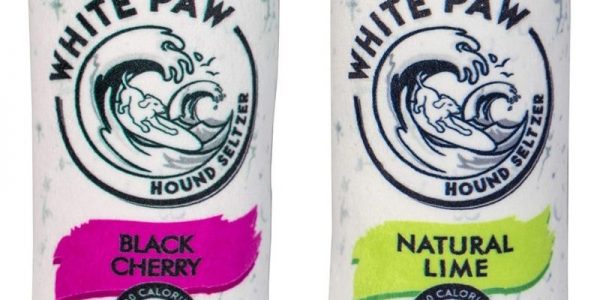 WHITE PAW
HOUND SELTZER
BLACK
CHERRY
WHITE PAW
HOUND SELTZER
NATURAL
LIME